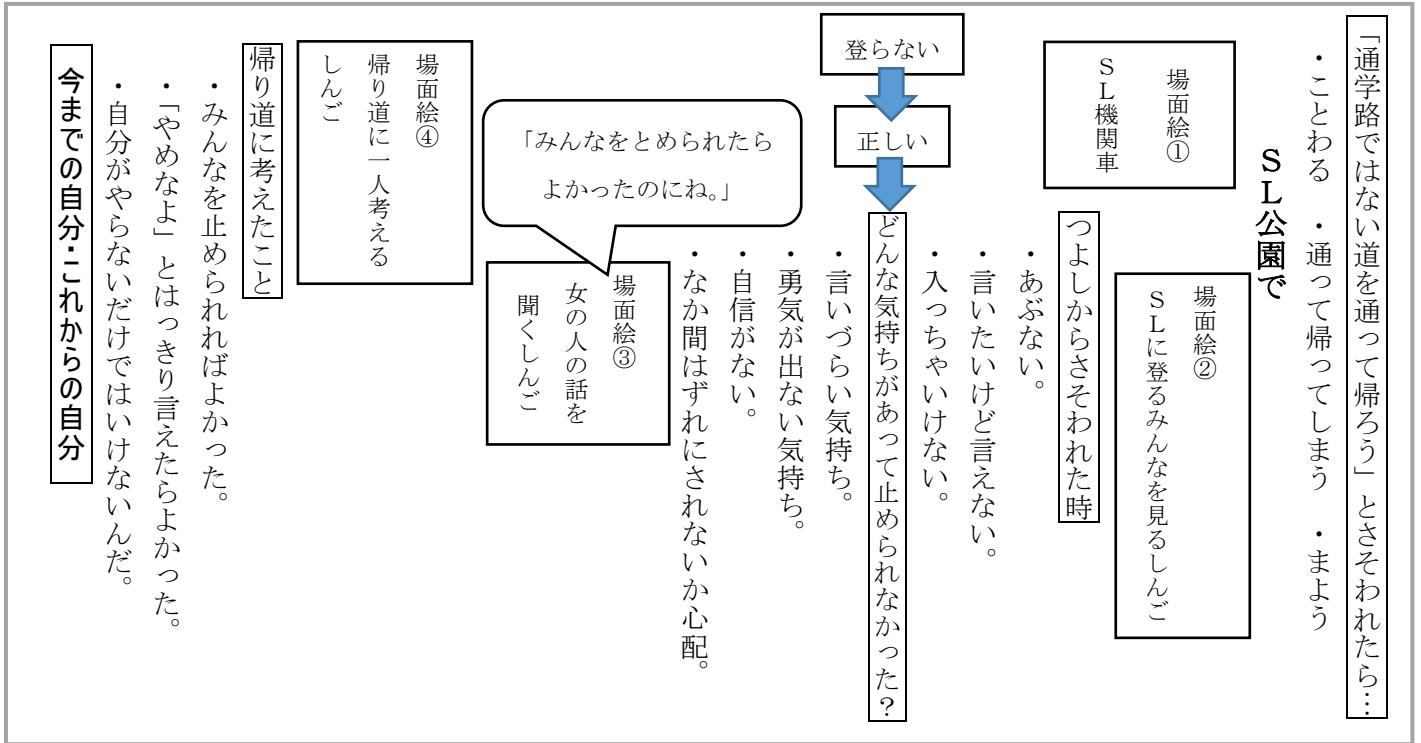 「通学路ではない道を通って帰ろう」とさそわれたら…
・ことわる　・通って帰ってしまう　・まよう
ＳＬ公園で
場面絵①
ＳＬ機関車
場面絵②
ＳＬに登るみんなを見るしんご
つよしからさそわれた時
・あぶない。
・言いたいけど言えない。
・入っちゃいけない。
登らない
正しい
どんな気持ちがあって止められなかった？
・言いづらい気持ち。
・勇気が出ない気持ち。
・自信がない。
・なか間はずれにされないか心配。
「みんなをとめられたら
よかったのにね。」
場面絵③
女の人の話を
聞くしんご
場面絵④
帰り道に一人考える
しんご
帰り道に考えたこと
・みんなを止められればよかった。
・「やめなよ」とはっきり言えたらよかった。
・自分がやらないだけではいけないんだ。
今までの自分・これからの自分